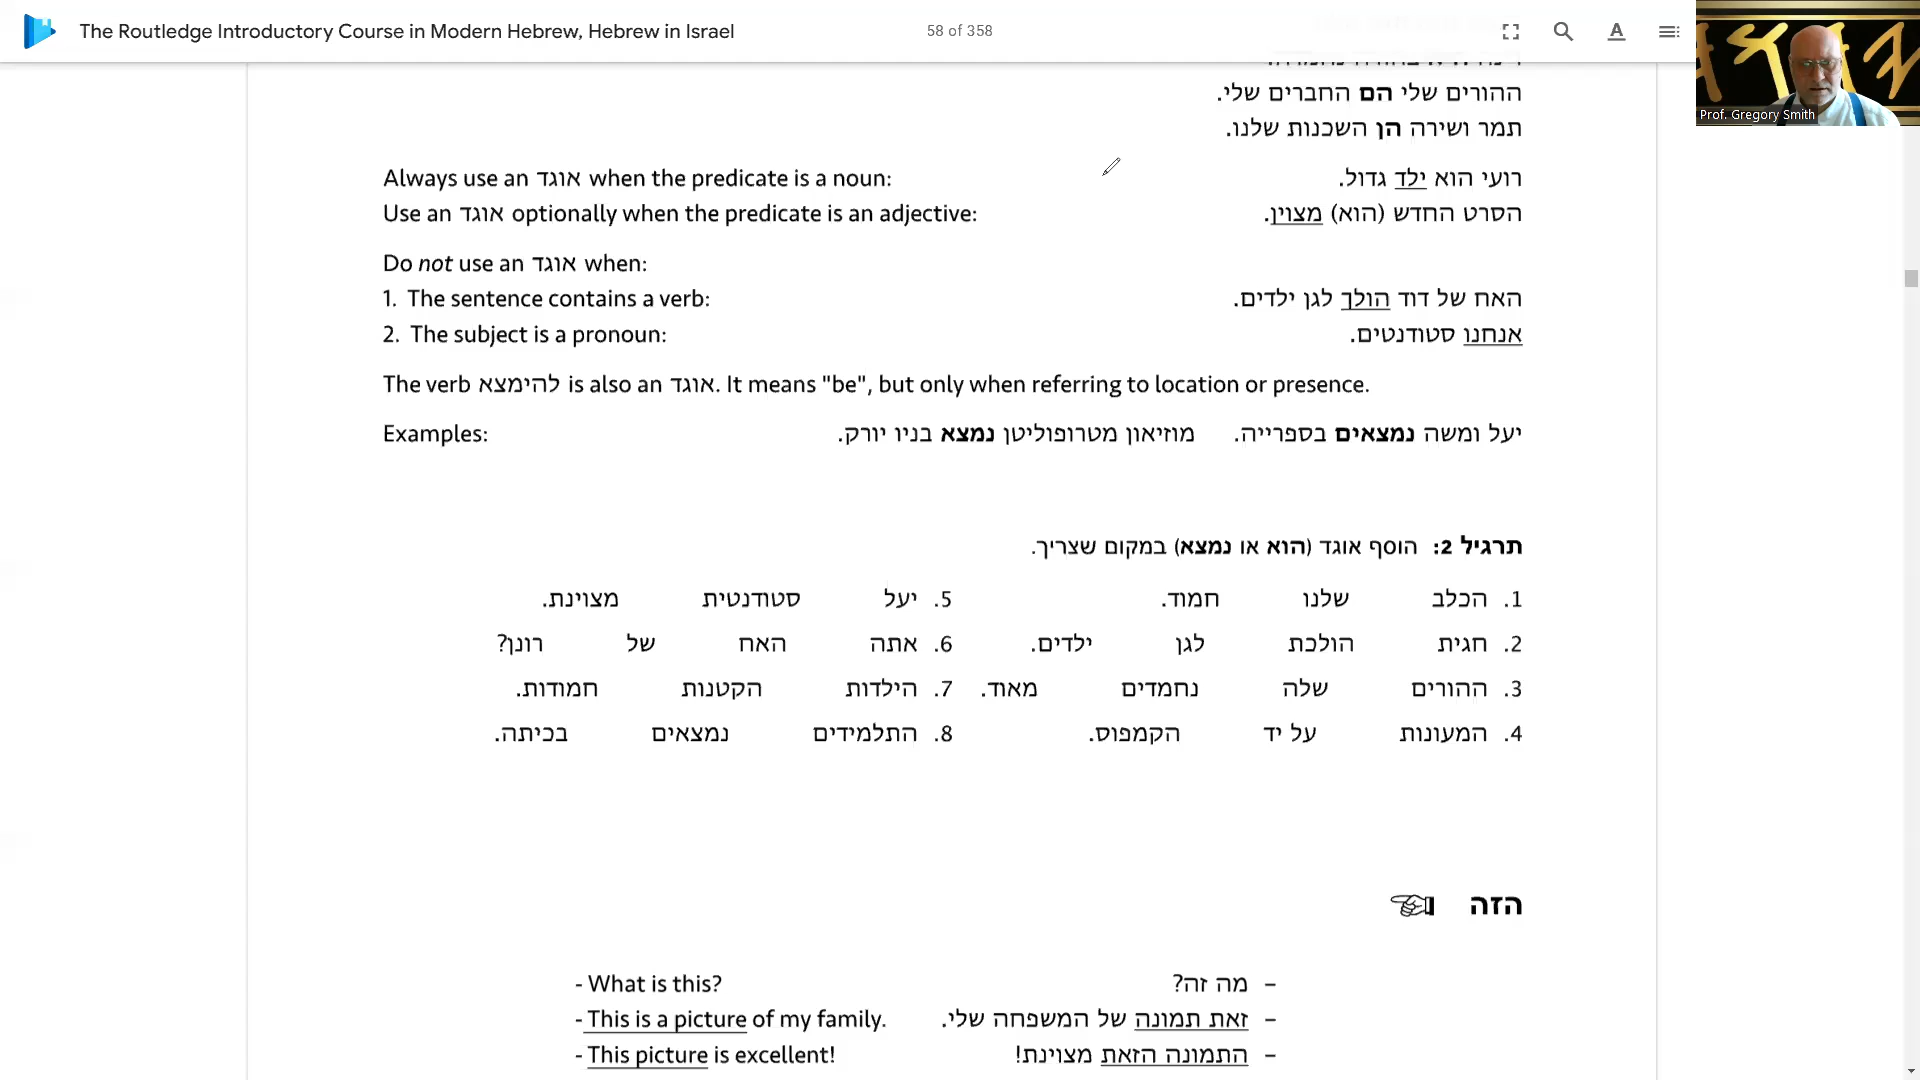 The Routledge Introductory Course in Modern Hebrew, Hebrew in Israel
58 of 358
Prof. Gregory Smith
ההורים שלי הם החברים שלי.
תמר ושירה הן השכנות שלנו.
Always use an אוגד when the predicate is a noun: רועי הוא ילד גדול.
Use an אוגד optionally when the predicate is an adjective: הסרט החדש (הוא) מצוין.
Do not use an אוגד when:
1. The sentence contains a verb: האח של דוד הולך לגן ילדים.
2. The subject is a pronoun: אנחנו סטודנטים.
The verb להימצא is also an אוגד. It means "be", but only when referring to location or presence.
Examples: יעל ומשה נמצאים בספרייה. מוזיאון מטרופוליטן נמצא בניו יורק.
תרגיל 2: הוסף אוגד (הוא או נמצא) במקום שצריך.
1. הכלב שלנו חמוד. 5. יעל סטודנטית מצוינת.
2. חגית הולכת לגן ילדים. 6. אתה האח של רונן?
3. ההורים שלה נחמדים מאוד. 7. הילדות הקטנות חמודות.
4. המעונות על יד הקמפוס. 8. התלמידים נמצאים בכיתה.
הזה
- What is this? – מה זה?
- This is a picture of my family. – זאת תמונה של המשפחה שלי.
- This picture is excellent! – התמונה הזאת מצוינת!